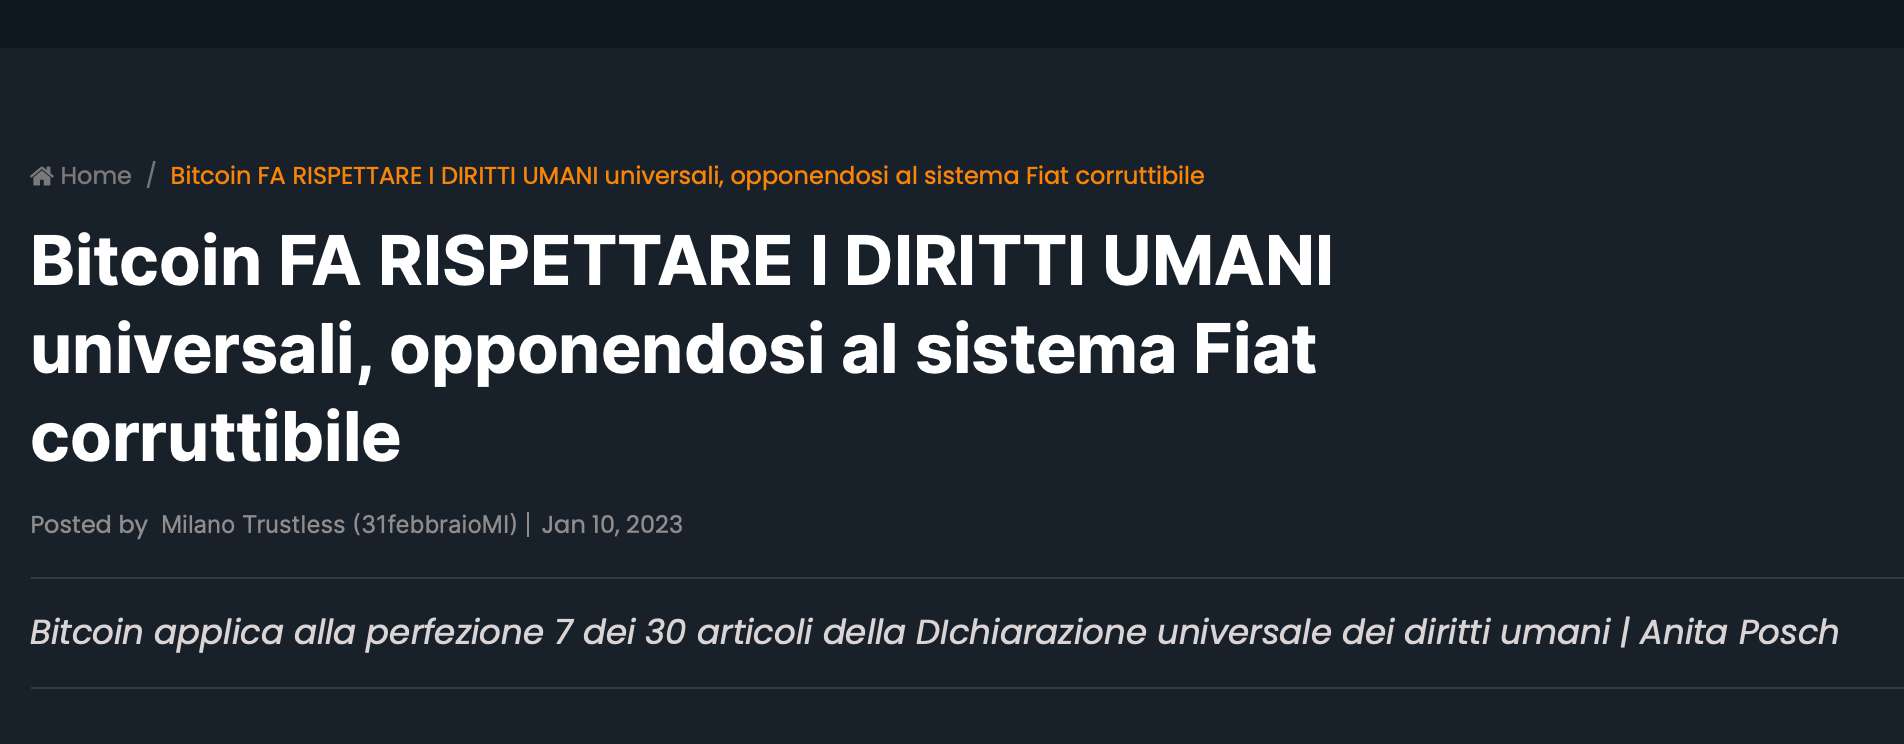 Home / Bitcoin FA RISPETTARE I DIRITTI UMANI universali, opponendosi al sistema Fiat corruttibile
Bitcoin FA RISPETTARE I DIRITTI UMANI
universali, opponendosi al sistema Fiat
corruttibile
Posted by Milano Trustless (31febbraioMI) | Jan 10, 2023
Bitcoin applica alla perfezione 7 dei 30 articoli della DIchiarazione universale dei diritti umani | Anita Posch